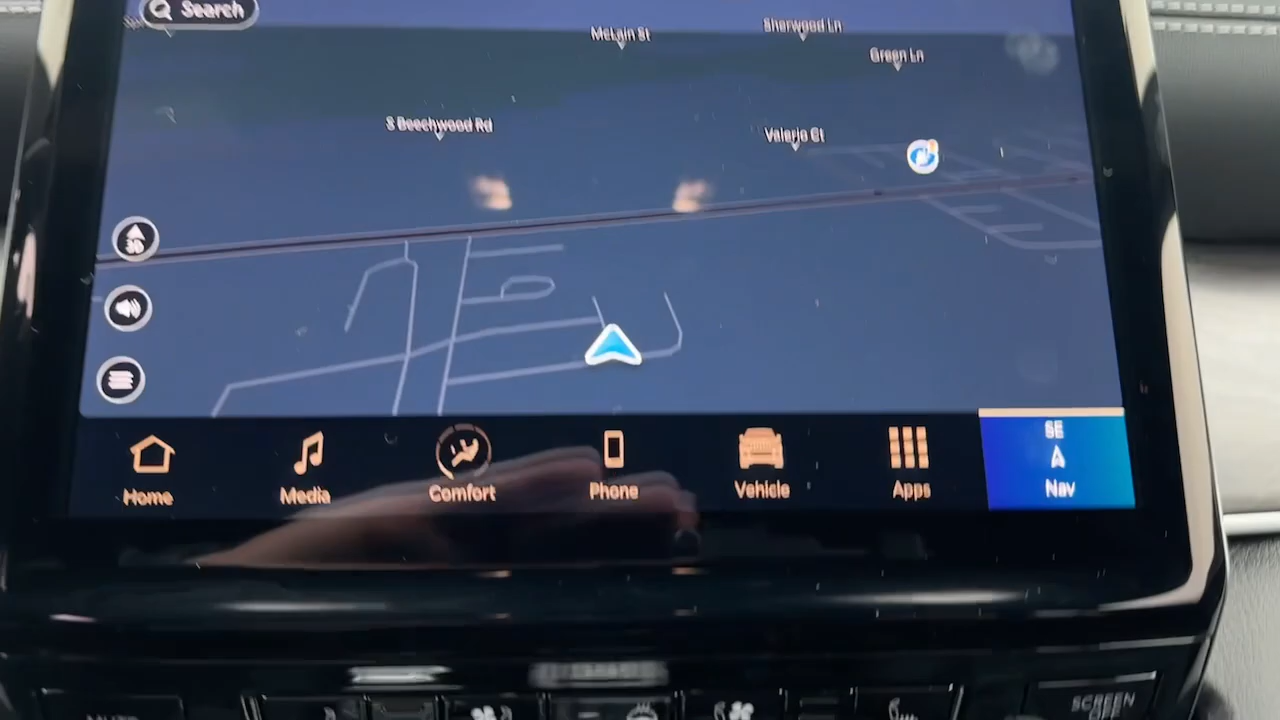 Search
McLain St
Sherwood Ln
Green Ln
S Beechwood Rd
Valerie Ct
3D
Home
Media
Comfort
Phone
Vehicle
Apps
SE
Nav
SCREEN
OFF